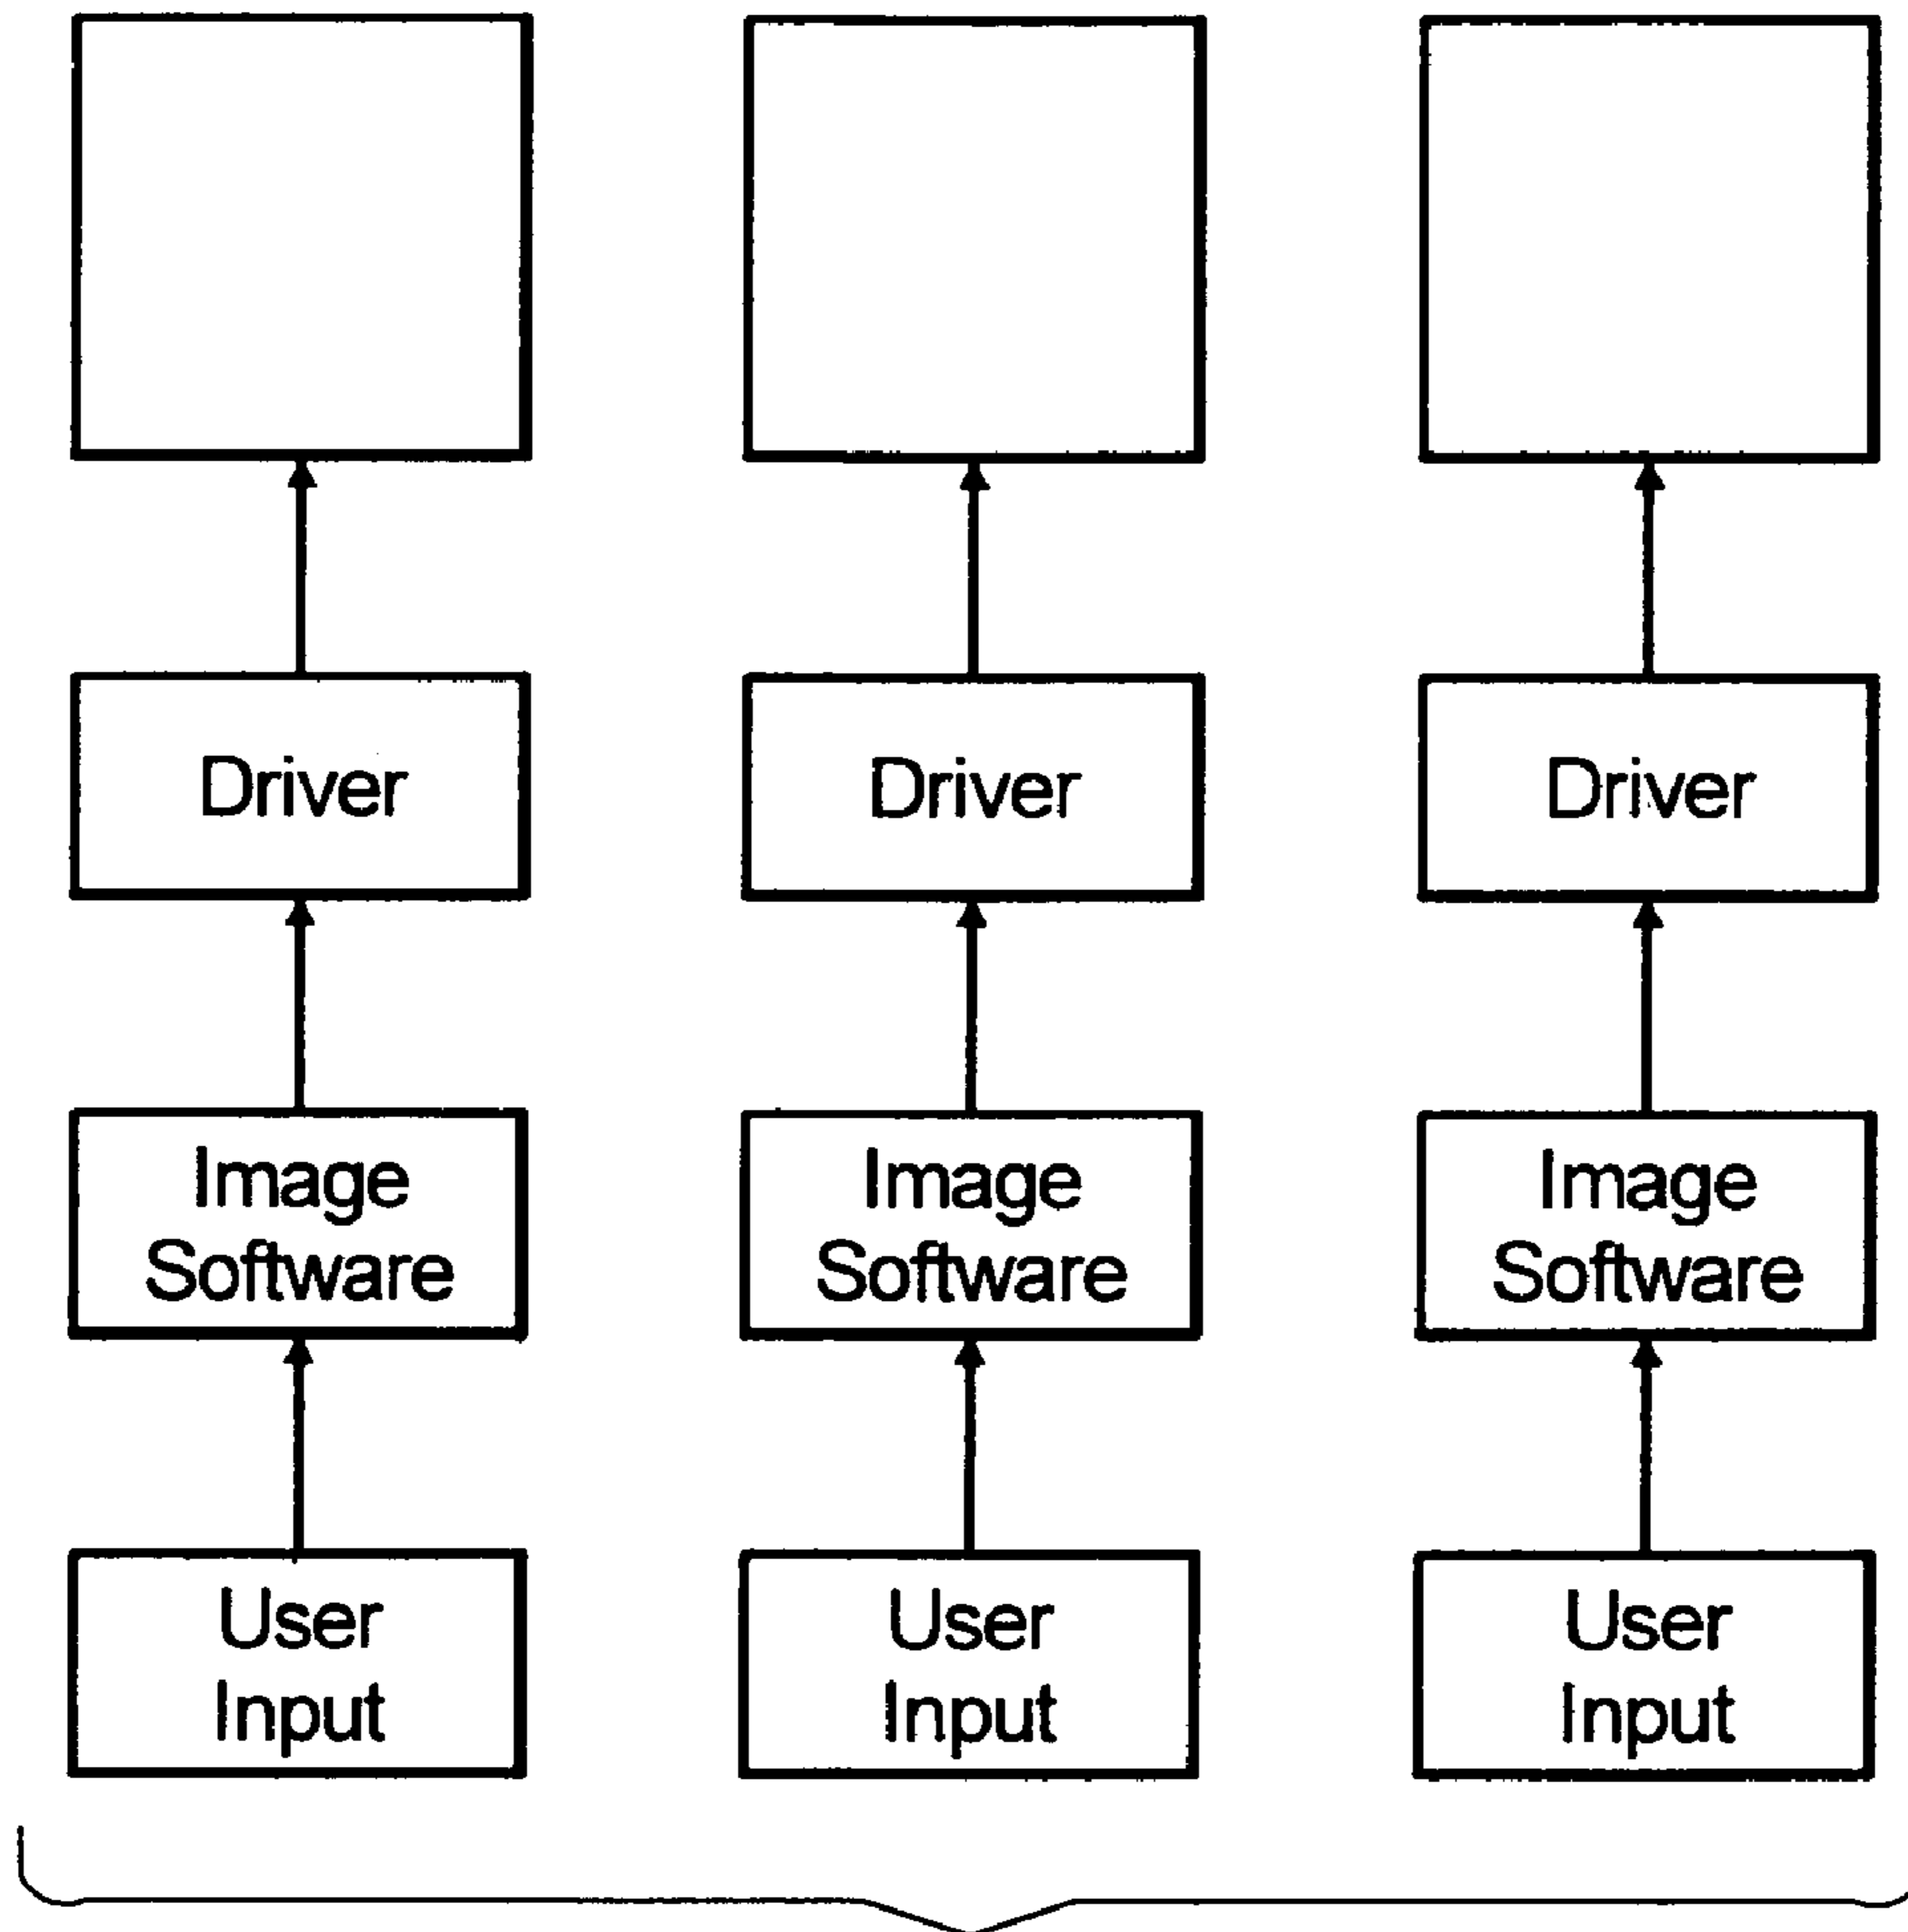 Driver
Driver
Driver
Image
Software
Image
Software
Image
Software
User
Input
User
Input
User
Input